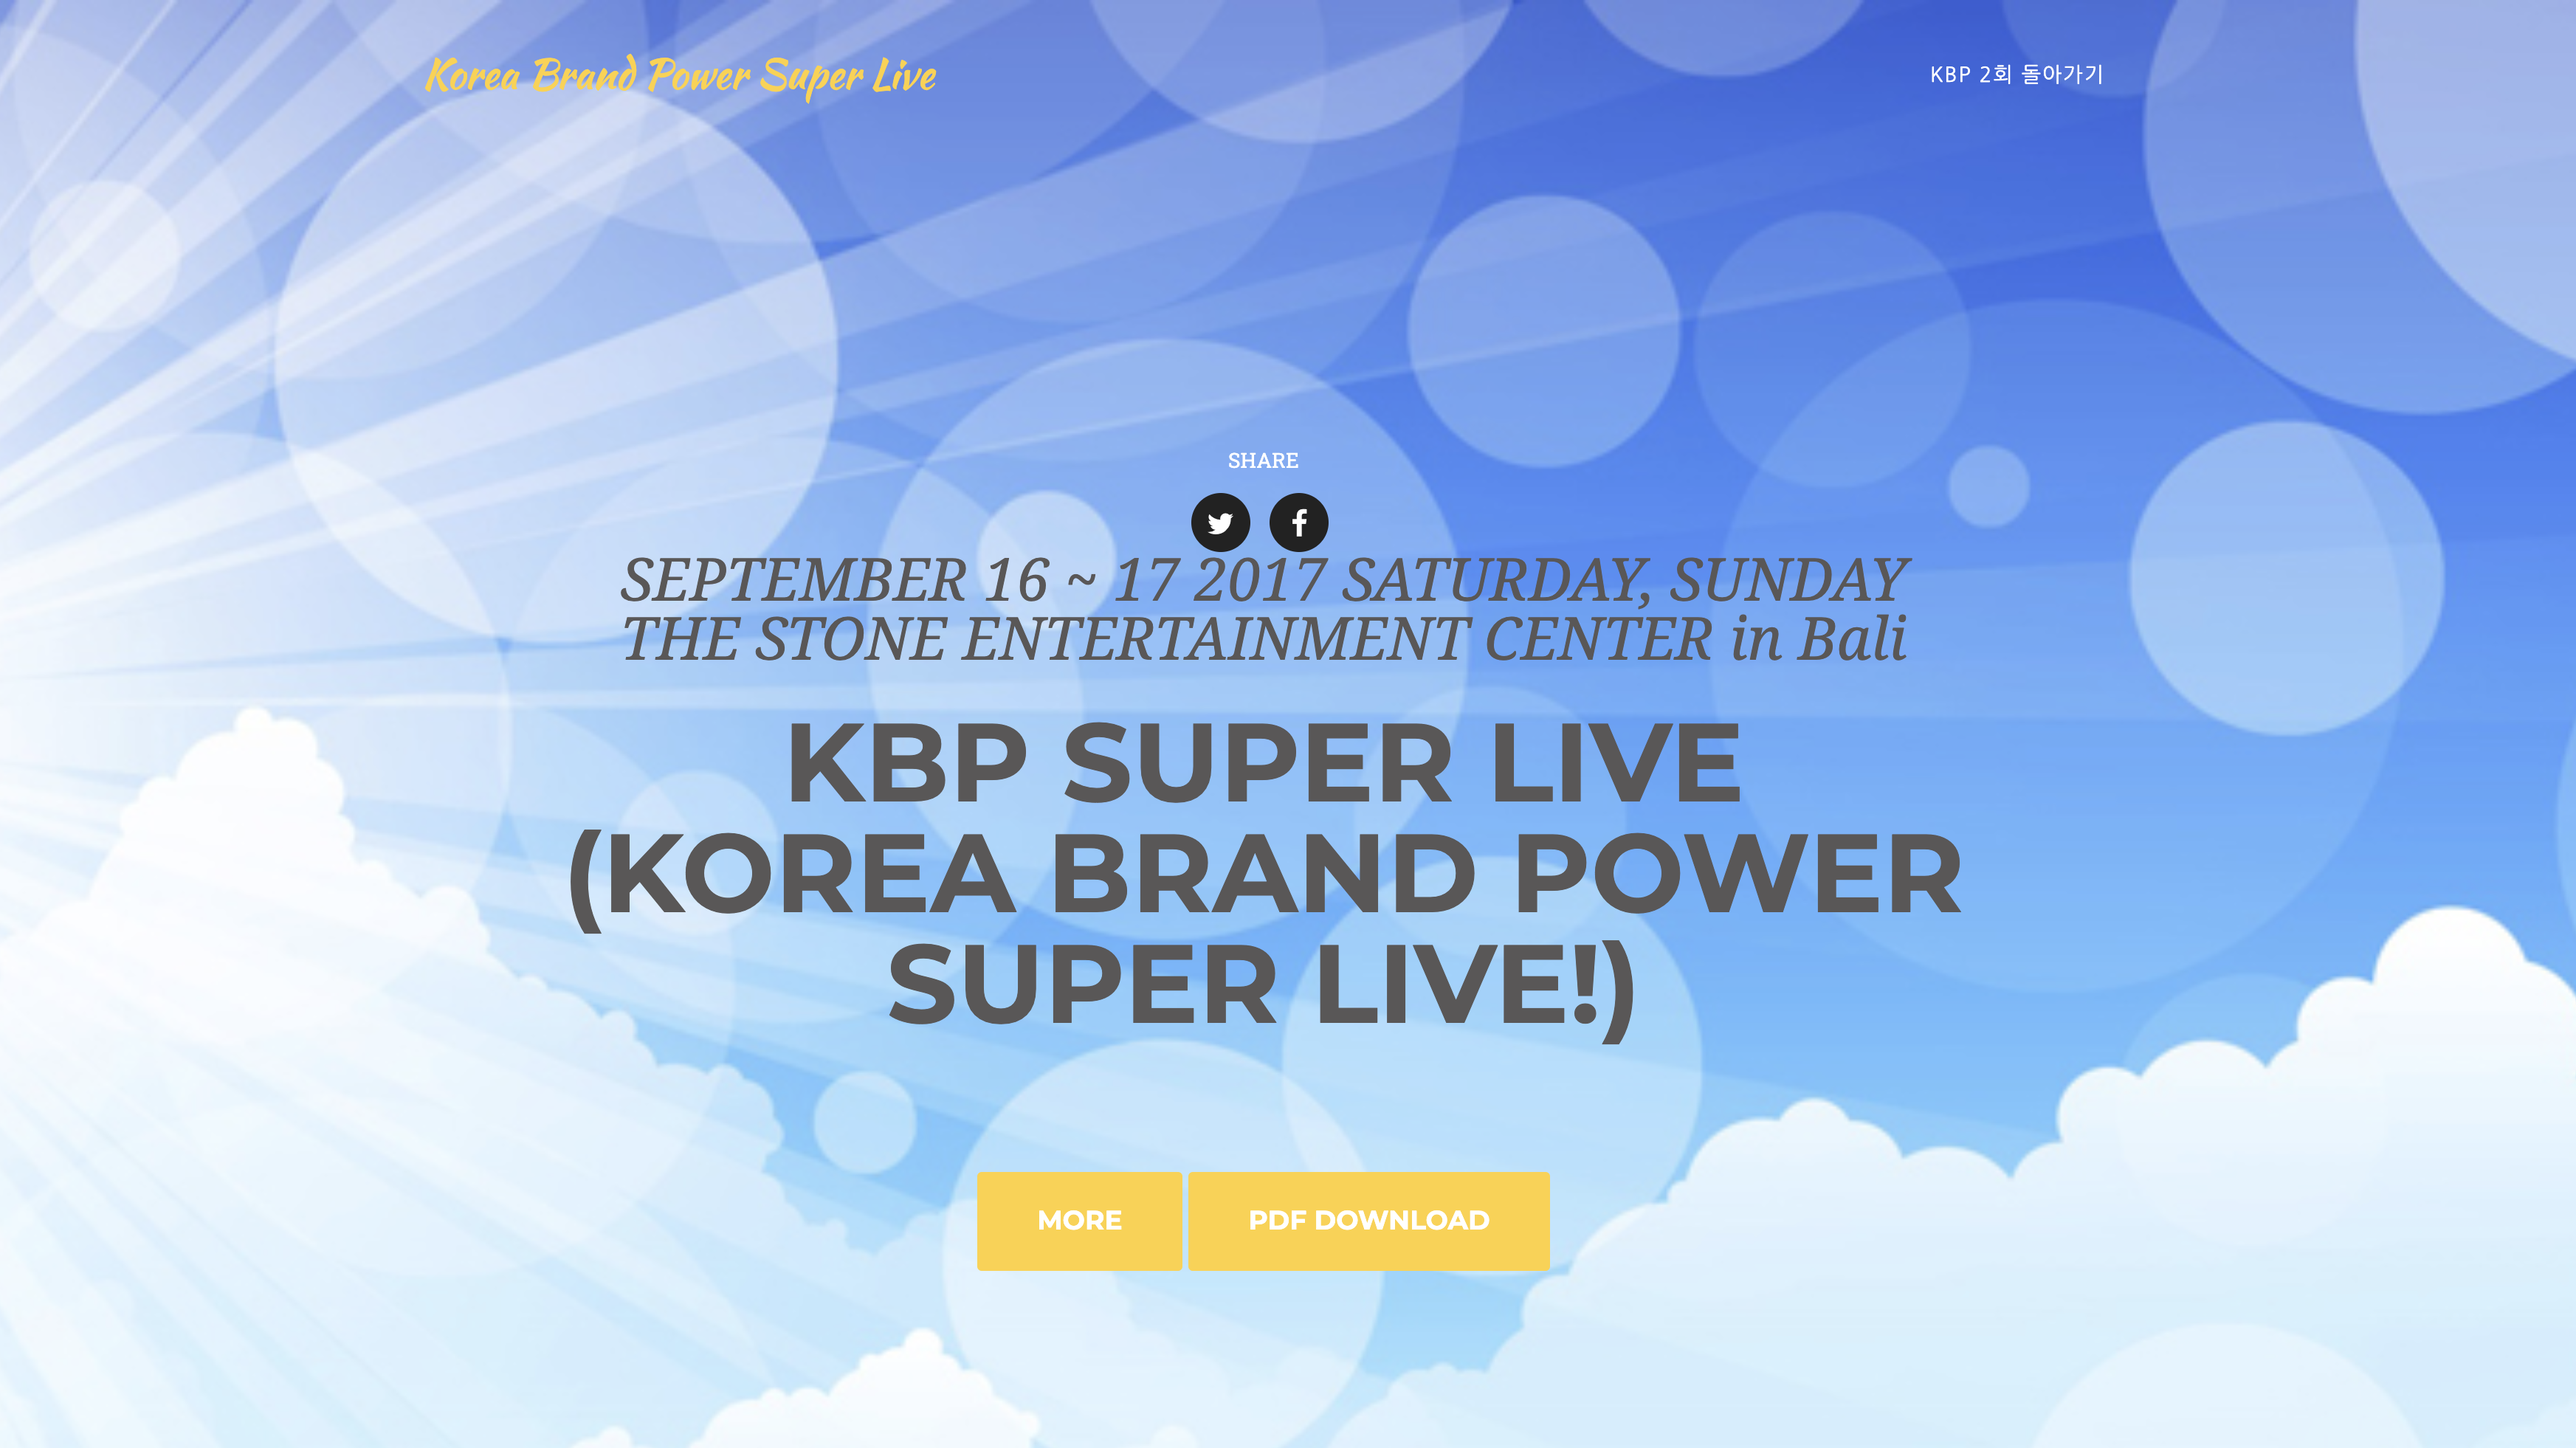 Korea Brand Power Super Live
KBP 2회 돌아가기
SHARE
SEPTEMBER 16 ~ 17 2017 SATURDAY, SUNDAY
THE STONE ENTERTAINMENT CENTER in Bali
KBP SUPER LIVE
(KOREA BRAND POWER
SUPER LIVE!)
MORE
PDF DOWNLOAD